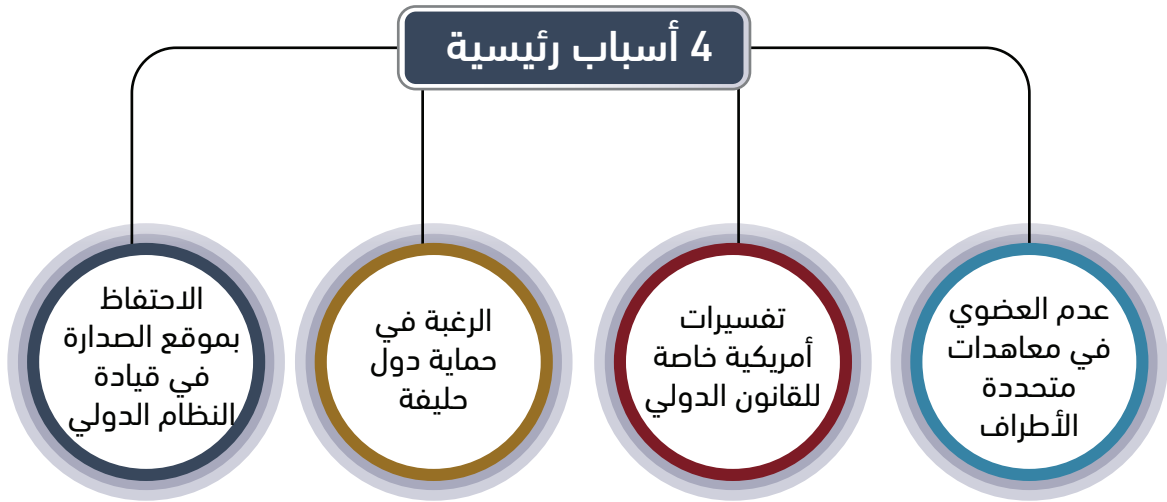 4 أسباب رئيسية
عدم العضوي
في معاهدات
متحددة
الأطراف
تفسيرات
أمريكية خاصة
للقانون الدولي
الرغبة في
حماية دول
حليفة
الاحتفاظ
بموقع الصدارة
في قيادة
النظام الدولي